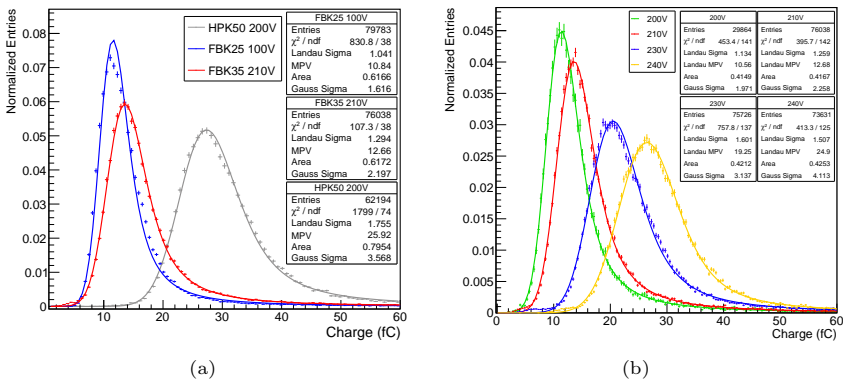 Normalized Entries
0.08
0.07
0.06
0.05
0.04
0.03
0.02
0.01
0
20
40
60
Charge (fC)
HPK50 200V
FBK25 100V
FBK35 210V
FBK25 100V
Entries 79783
χ² / ndf 830.8 / 38
Landau Sigma 1.041
MPV 10.84
Area 0.6166
Gauss Sigma 1.616
FBK35 210V
Entries 76038
χ² / ndf 107.3 / 38
Landau Sigma 1.294
MPV 12.66
Area 0.6172
Gauss Sigma 2.197
HPK50 200V
Entries 62194
χ² / ndf 1799 / 74
Landau Sigma 1.755
MPV 25.92
Area 0.7954
Gauss Sigma 3.568
(a)
Normalized Entries
0.045
0.04
0.035
0.03
0.025
0.02
0.015
0.01
0.005
0
0
10
20
30
40
50
60
Charge (fC)
200V
210V
230V
240V
200V
Entries 29864
χ² / ndf 453.4 / 141
Landau Sigma 1.134
Landau MPV 10.56
Area 0.4149
Gauss Sigma 1.971
210V
Entries 76038
χ² / ndf 395.7 / 142
Landau Sigma 1.259
Landau MPV 12.68
Area 0.4167
Gauss Sigma 2.258
230V
Entries 75726
χ² / ndf 757.8 / 137
Landau Sigma 1.601
Landau MPV 19.25
Area 0.4212
Gauss Sigma 3.137
240V
Entries 73631
χ² / ndf 413.3 / 125
Landau Sigma 1.507
Landau MPV 24.9
Area 0.4253
Gauss Sigma 4.113
(b)